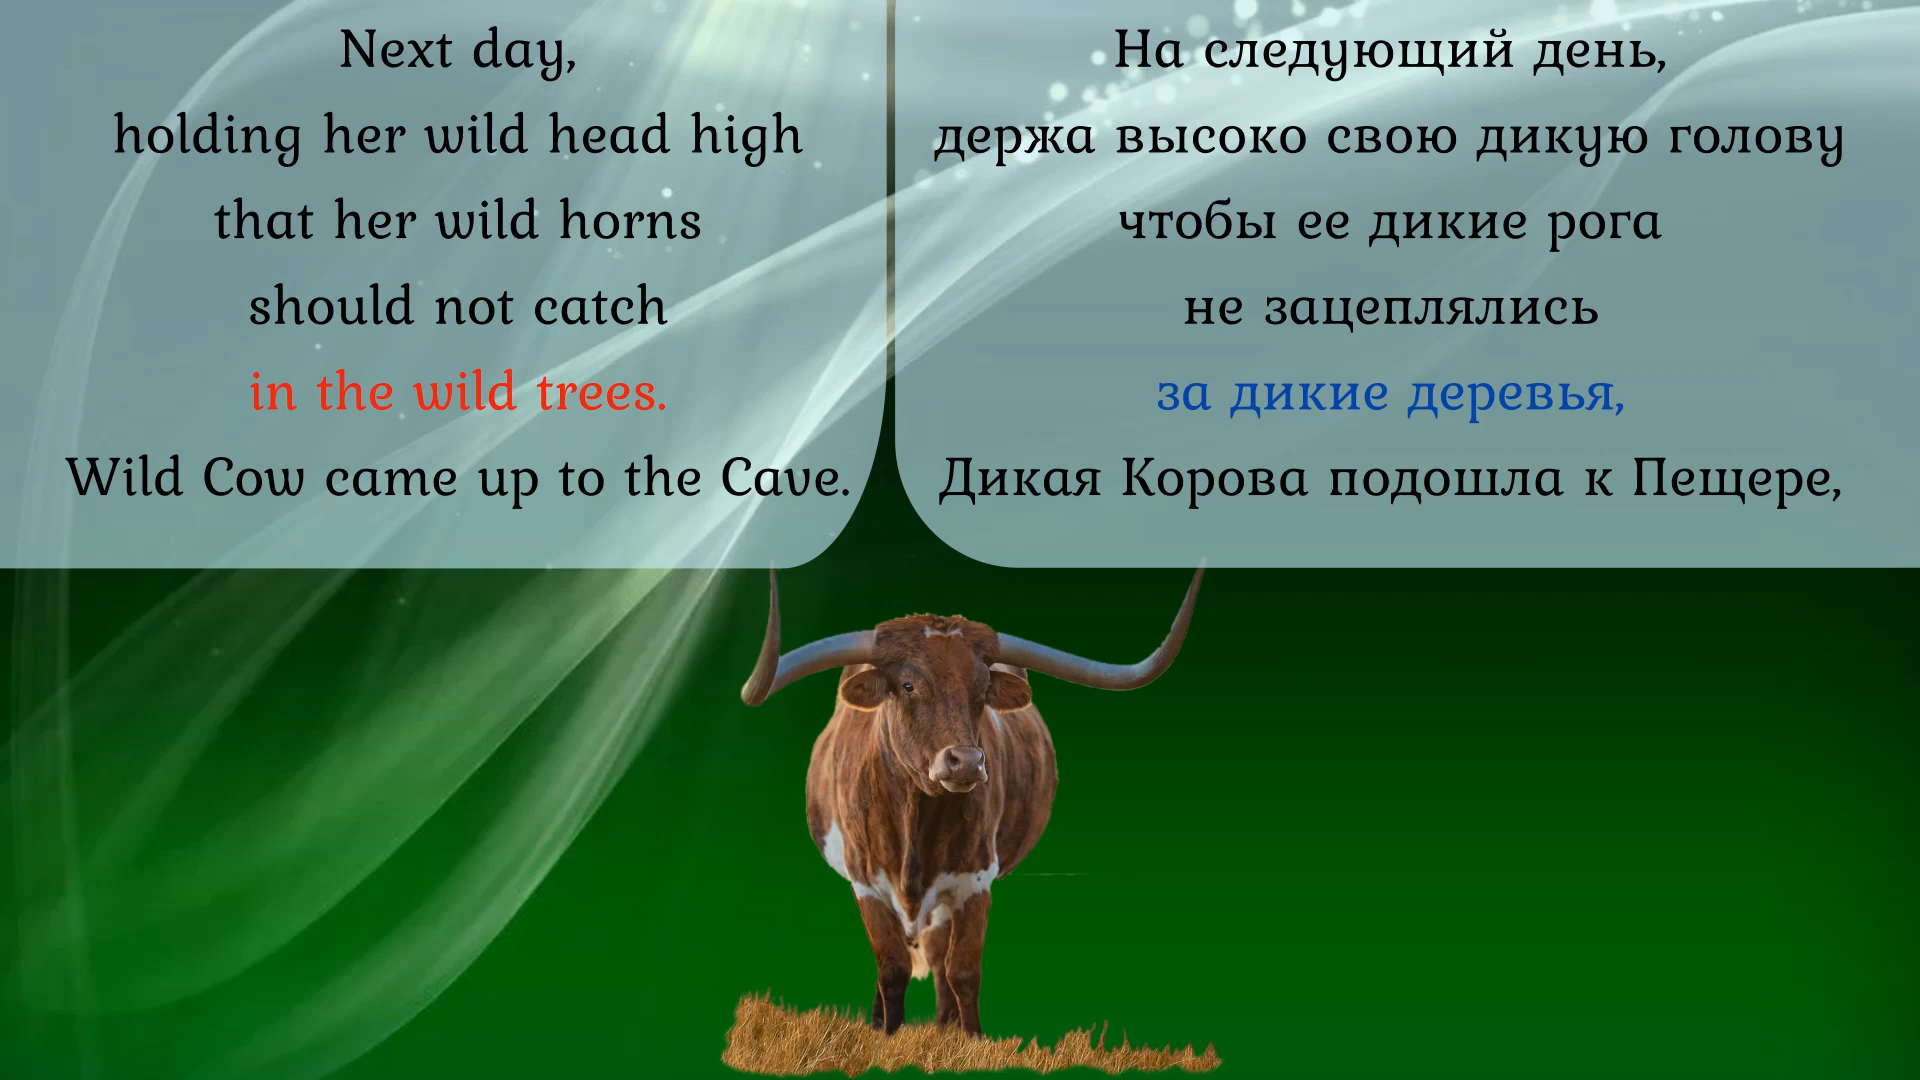 Next day,
holding her wild head high
that her wild horns
should not catch
in the wild trees.
Wild Cow came up to the Cave.
На следующий день,
держа высоко свою дикую голову
чтобы ее дикие рога
не зацеплялись
за дикие деревья,
Дикая Корова подошла к Пещере,